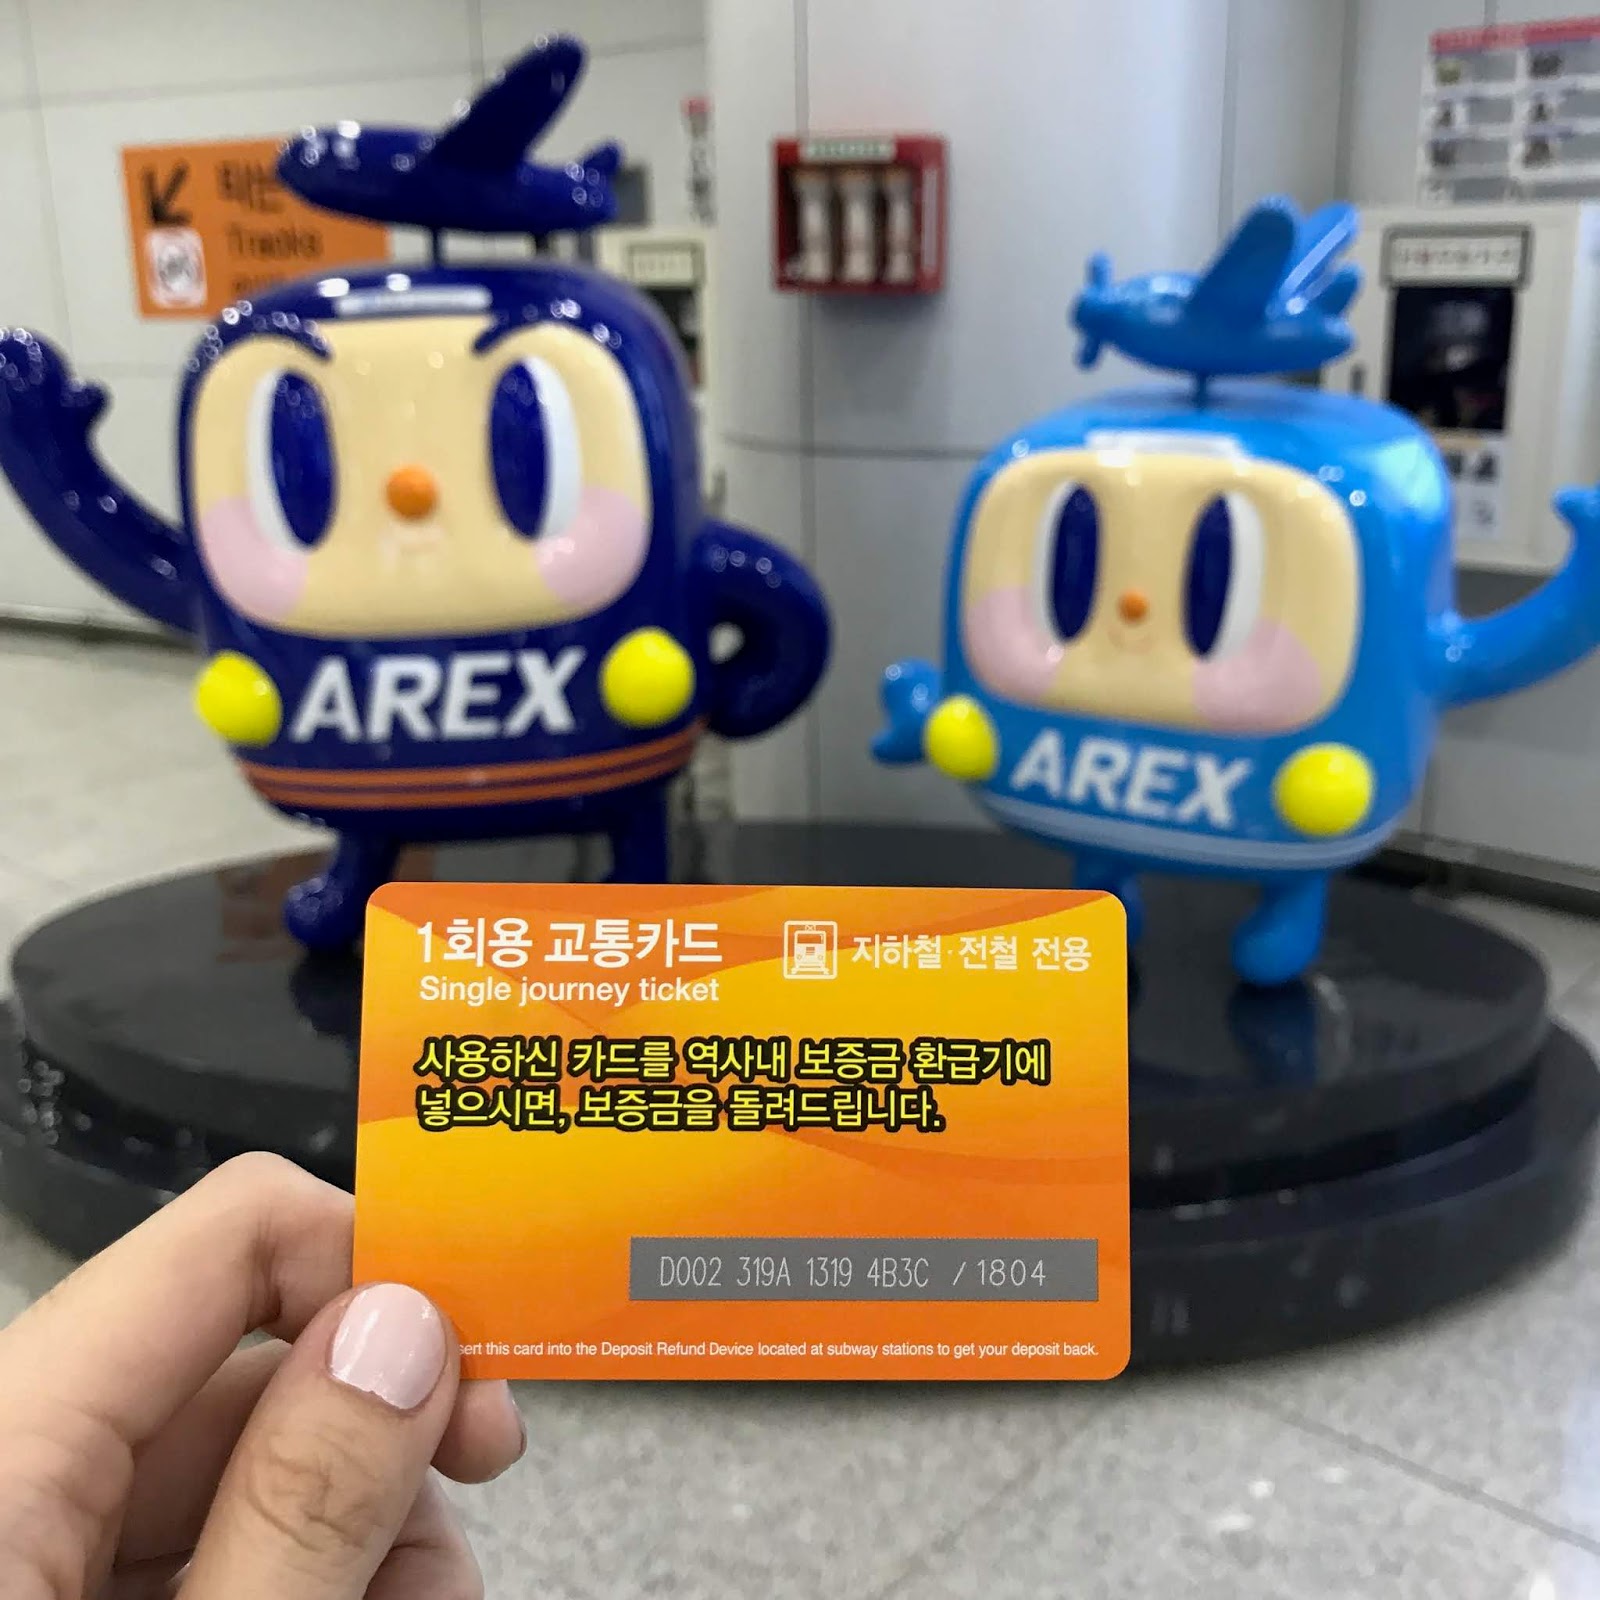 타는
Tracks
AREX
AREX
1회용 교통카드
Single journey ticket
지하철·전철 전용
사용하신 카드를 역사내 보증금 환급기에
넣으시면, 보증금을 돌려드립니다.
D002 319A 1319 4B3C / 1804
this card into the Deposit Refund Device located at subway stations to get your deposit back.